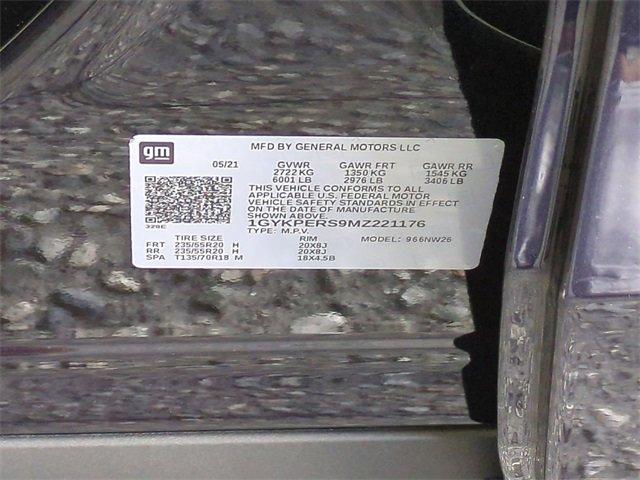 gm
MFD BY GENERAL MOTORS LLC
05/21 GVWR GAWR FRT GAWR RR
2722 KG 1350 KG 1545 KG
6001 LB 2976 LB 3406 LB
THIS VEHICLE CONFORMS TO ALL
APPLICABLE U.S. FEDERAL MOTOR
VEHICLE SAFETY STANDARDS IN EFFECT
ON THE DATE OF MANUFACTURE
SHOWN ABOVE
1GYKPERS9MZ221176
TYPE: M.P.V. MODEL: 966NW26
TIRE SIZE RIM
FRT 235/55R20 H 20X8J
RR 235/55R20 H 20X8J
SPA T135/70R18 M 18X4.5B